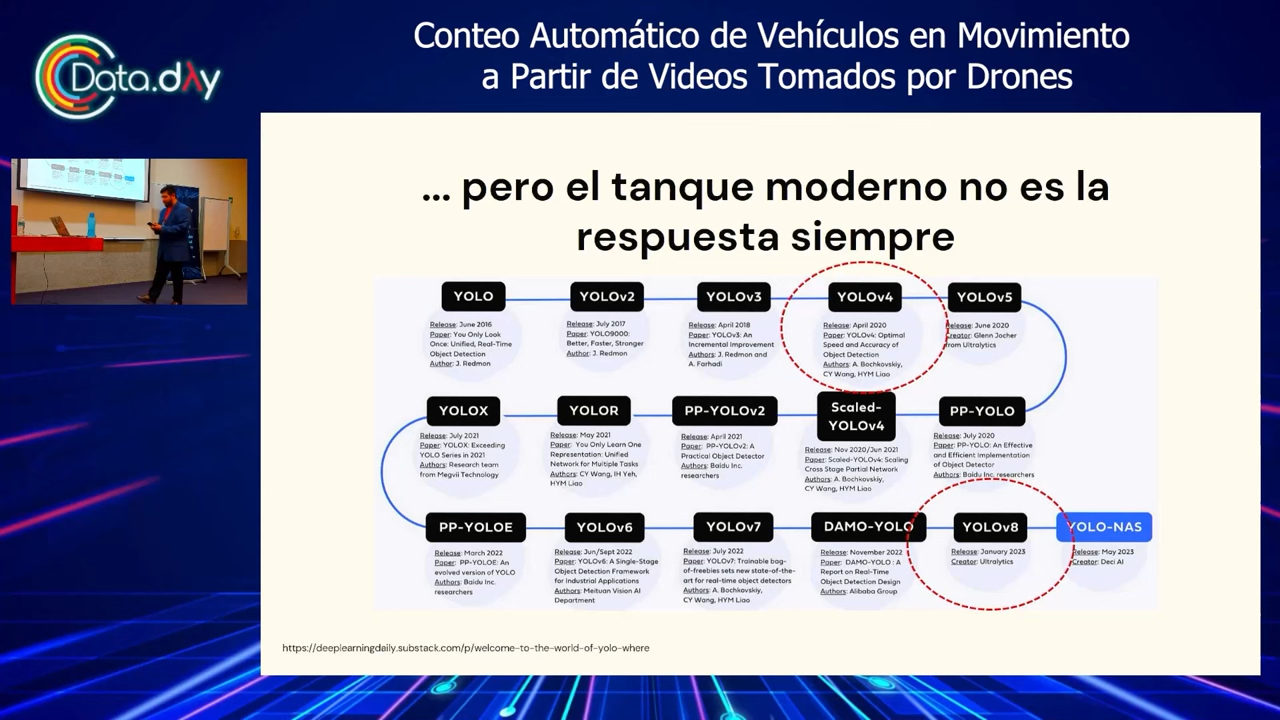 Conteo Automático de Vehículos en Movimiento
a Partir de Videos Tomados por Drones
Data.dλy
... pero el tanque moderno no es la
respuesta siempre
YOLO
Release: June 2016
Paper: You Only Look
Once: Unified, Real-Time
Object Detection
Author: J. Redmon
YOLOv2
Release: July 2017
Paper: YOLO9000:
Better, Faster, Stronger
Author: J. Redmon
YOLOv3
Release: April 2018
Paper: YOLOv3: An
Incremental Improvement
Authors: J. Redmon and
A. Farhadi
YOLOv4
Release: April 2020
Paper: YOLOv4: Optimal
Speed and Accuracy of
Object Detection
Authors: A. Bochkovskiy,
CY Wang, HYM Liao
YOLOv5
Release: June 2020
Creator: Glenn Jocher
from Ultralytics
YOLOX
Release: July 2021
Paper: YOLOX: Exceeding
YOLO Series in 2021
Authors: Research team
from Megvii Technology
YOLOR
Release: May 2021
Paper: You Only Learn One
Representation: Unified
Network for Multiple Tasks
Authors: CY Wong, IH Yeh,
HYM Liao
PP-YOLOv2
Release: April 2021
Paper: PP-YOLOv2: A
Practical Object Detector
Authors: Baidu Inc.
researchers
Scaled-
YOLOv4
Release: Nov 2020/Jun 2021
Paper: Scaled-YOLOv4: Scaling
Cross Stage Partial Network
Authors: A. Bochkovskiy,
CY Wang, HYM Liao
PP-YOLO
Release: July 2020
Paper: PP-YOLO: An Effective
and Efficient Implementation
of Object Detector
Authors: Baidu Inc. researchers
PP-YOLOE
Release: March 2022
Paper: PP-YOLOE: An
evolved version of YOLO
Authors: Baidu Inc.
researchers
YOLOv6
Release: Jun/Sept 2022
Paper: YOLOv6: A Single-Stage
Object Detection Framework
for Industrial Applications
Authors: Meituan Vision AI
Department
YOLOv7
Release: July 2022
Paper: YOLOv7: Trainable bag-
of-freebies sets new state-of-the-
art for real-time object detectors
Authors: A. Bochkovskiy,
CY Wang, HYM Liao
DAMO-YOLO
Release: November 2022
Paper: DAMO-YOLO : A
Report on Real-Time
Object Detection Design
Authors: Alibaba Group
YOLOv8
Release: January 2023
Creator: Ultralytics
YOLO-NAS
Release: May 2023
Creator: Deci AI
https://deeplearningdaily.substack.com/p/welcome-to-the-world-of-yolo-where